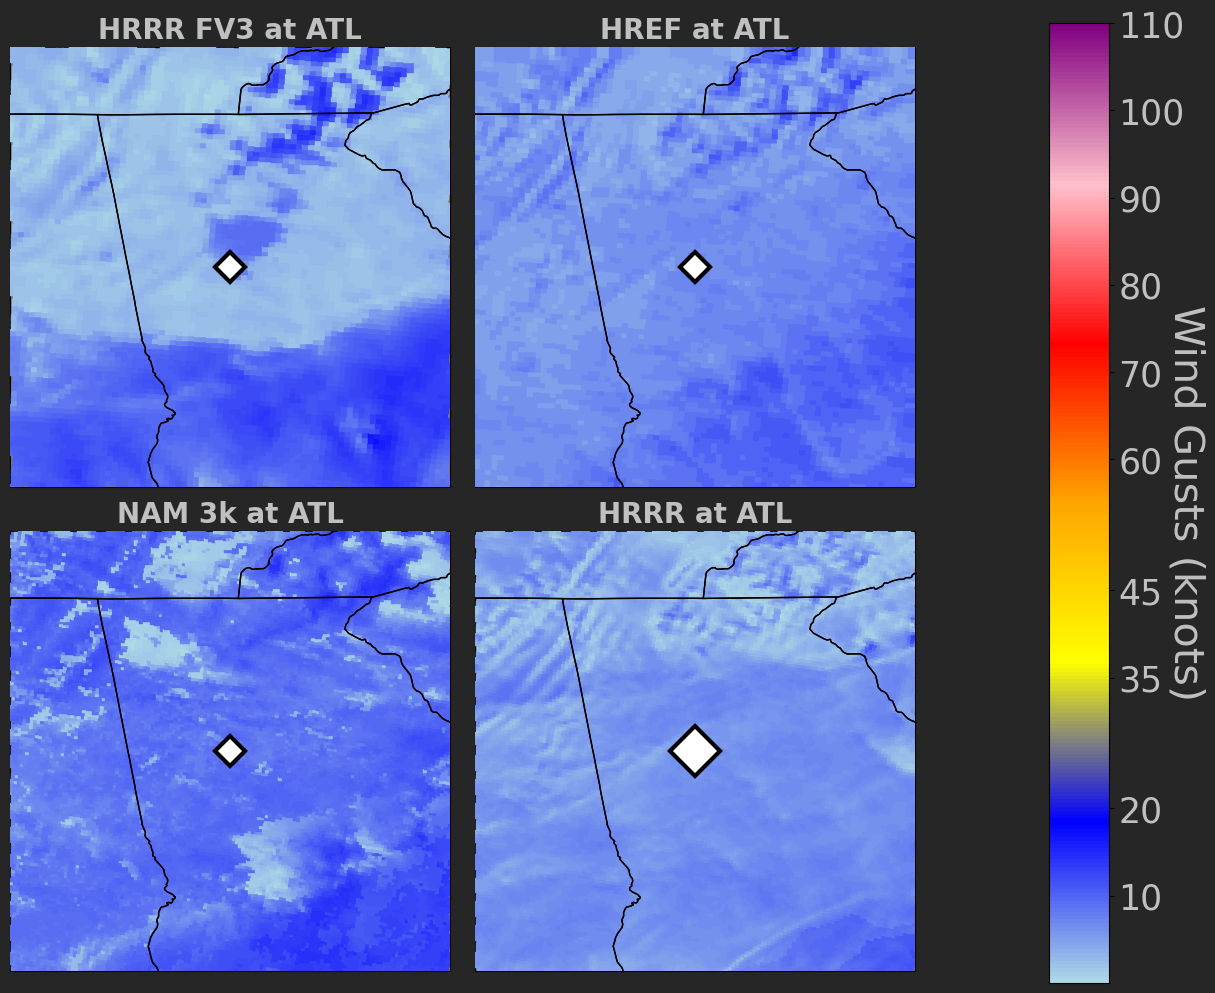 HRRR FV3 at ATL
HREF at ATL
NAM 3k at ATL
HRRR at ATL
110
100
90
80
70
60
45
35
20
10
Wind Gusts (knots)